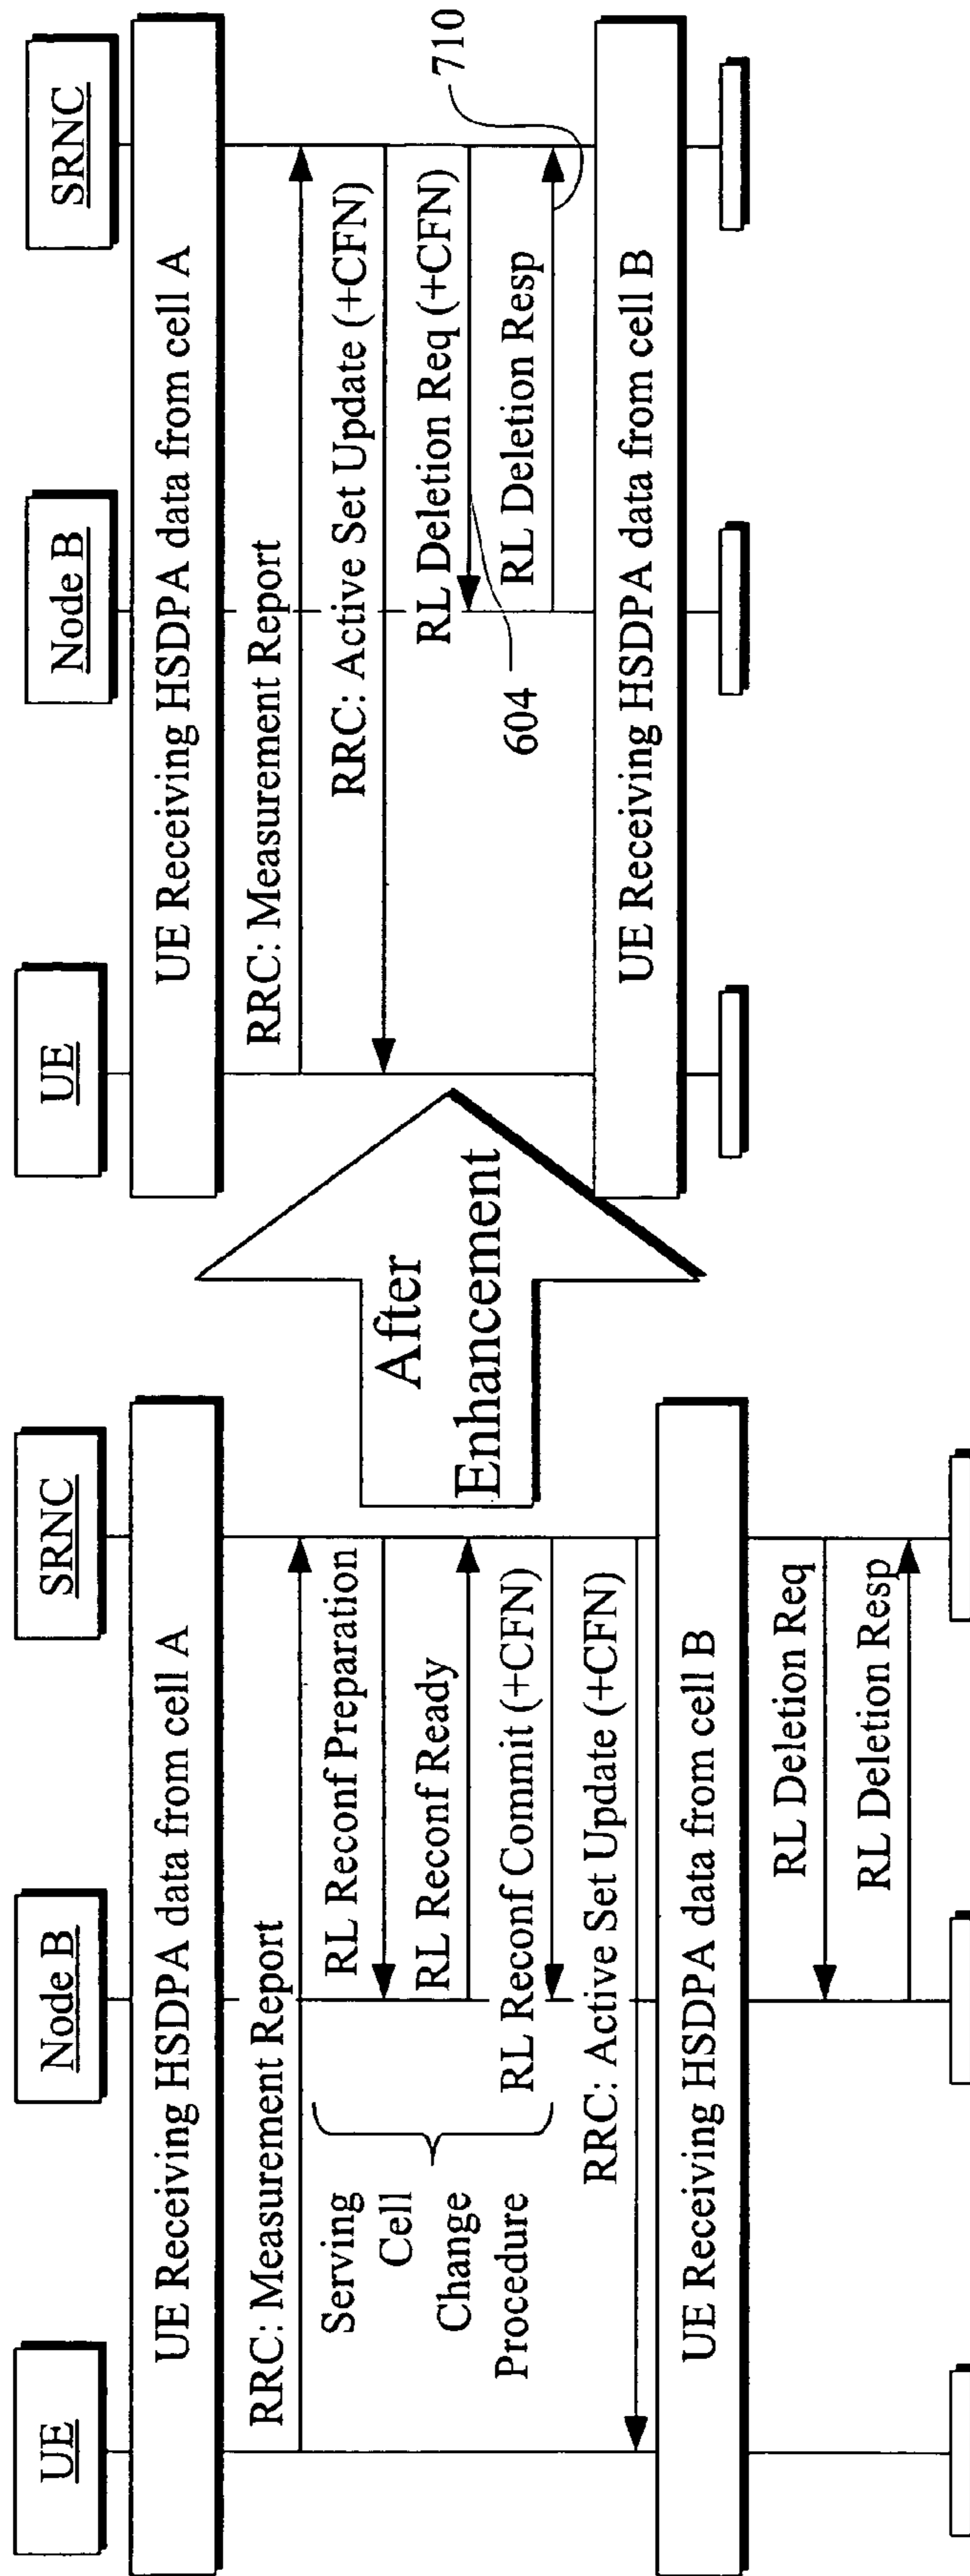 UE
Node B
SRNC
UE Receiving HSDPA data from cell A
RRC: Measurement Report
RL Reconf Preparation
RL Reconf Ready
RL Reconf Commit (+CFN)
Serving
Cell
Change
Procedure
RRC: Active Set Update (+CFN)
UE Receiving HSDPA data from cell B
RL Deletion Req
RL Deletion Resp
After
Enhancement
UE
Node B
SRNC
UE Receiving HSDPA data from cell A
RRC: Measurement Report
RRC: Active Set Update (+CFN)
RL Deletion Req (+CFN)
604
RL Deletion Resp
710
UE Receiving HSDPA data from cell B